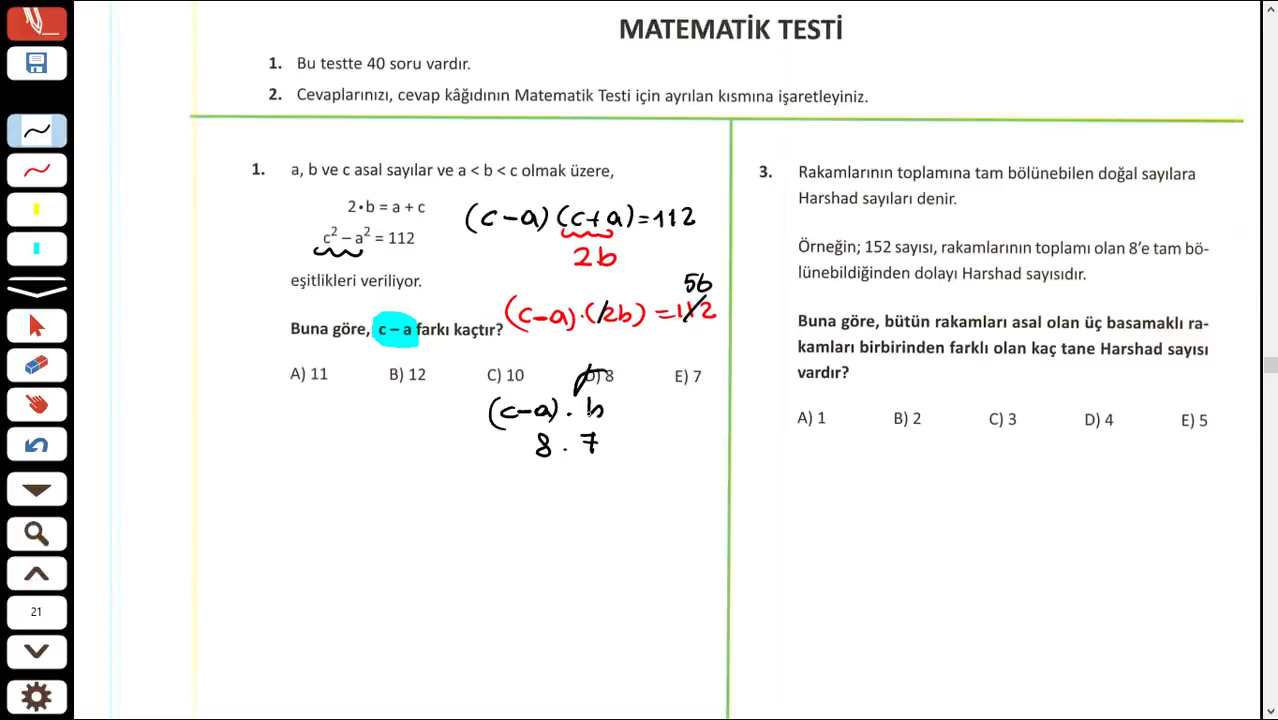 MATEMATİK TESTİ
1. Bu testte 40 soru vardır.
2. Cevaplarınızı, cevap kâğıdının Matematik Testi için ayrılan kısmına işaretleyiniz.
1. a, b ve c asal sayılar ve a < b < c olmak üzere,
2•b = a + c
c² – a² = 112
(c-a)(c+a)=112
2b
eşitlikleri veriliyor.
56
(c-a)·(2b)=112
Buna göre, c – a farkı kaçtır?
A) 11 B) 12 C) 10 D) 8 E) 7
(c-a) . b
8 . 7
3. Rakamlarının toplamına tam bölünebilen doğal sayılara
Harshad sayıları denir.
Örneğin; 152 sayısı, rakamlarının toplamı olan 8'e tam bö-
lünebildiğinden dolayı Harshad sayısıdır.
Buna göre, bütün rakamları asal olan üç basamaklı ra-
kamları birbirinden farklı olan kaç tane Harshad sayısı
vardır?
A) 1 B) 2 C) 3 D) 4 E) 5
21